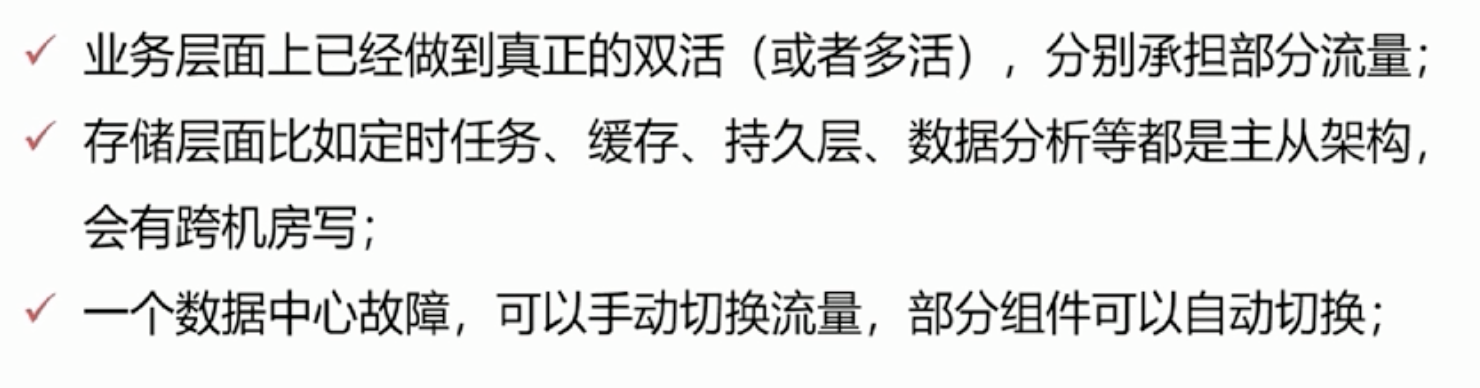 ✓ 业务层面上已经做到真正的双活（或者多活），分别承担部分流量；
✓ 存储层面比如定时任务、缓存、持久层、数据分析等都是主从架构，
会有跨机房写；
✓ 一个数据中心故障，可以手动切换流量，部分组件可以自动切换；